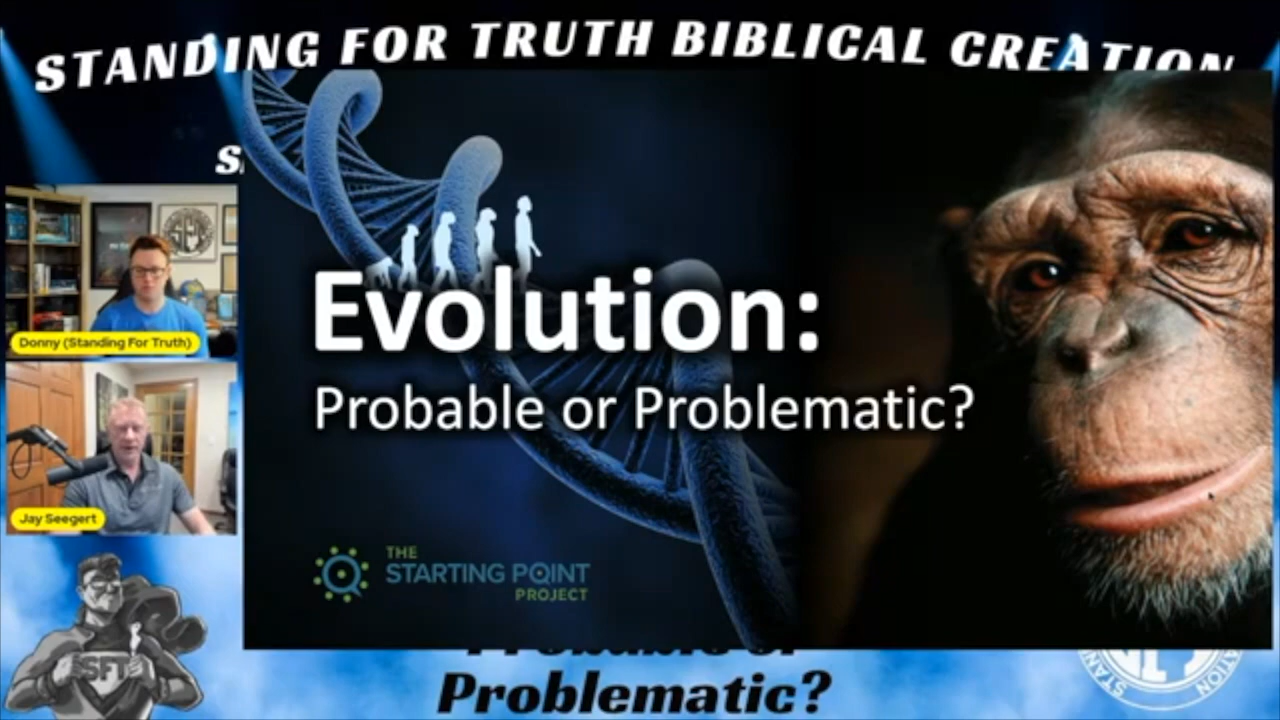 STANDING FOR TRUTH BIBLICAL CREATION
Donny (Standing For Truth)
Jay Seegert
Evolution:
Probable or Problematic?
THE
STARTING POINT
PROJECT
SFT
Problematic?